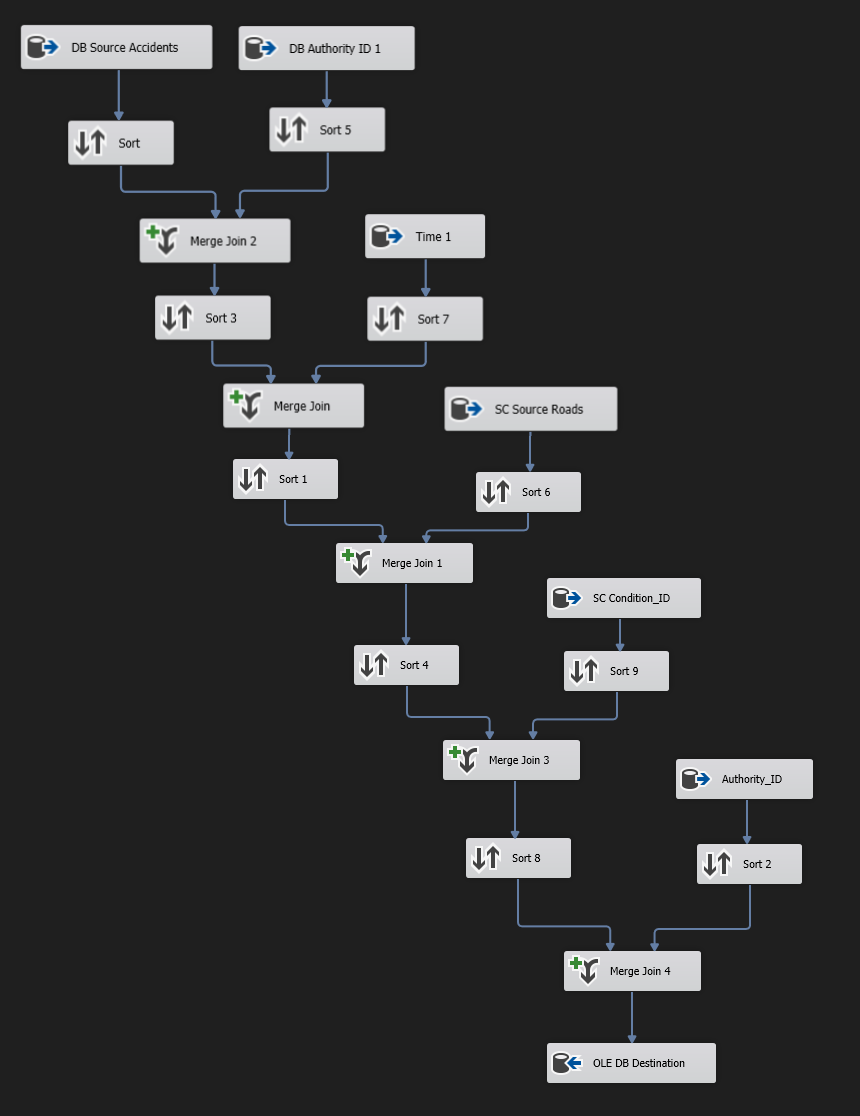 DB Source Accidents
DB Authority ID 1
Sort
Sort 5
Merge Join 2
Time 1
Sort 3
Sort 7
Merge Join
SC Source Roads
Sort 1
Sort 6
Merge Join 1
SC Condition_ID
Sort 4
Sort 9
Merge Join 3
Authority_ID
Sort 8
Sort 2
Merge Join 4
OLE DB Destination